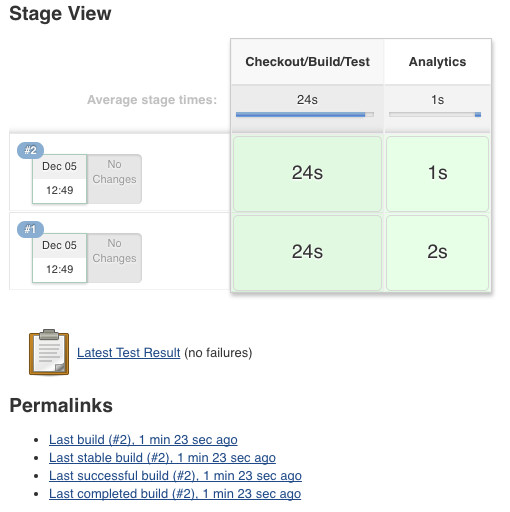 Stage View
Checkout/Build/Test Analytics
Average stage times: 24s 1s
#2
Dec 05 No Changes
12:49
24s 1s
#1
Dec 05 No Changes
12:49
24s 2s
Latest Test Result (no failures)
Permalinks
Last build (#2), 1 min 23 sec ago
Last stable build (#2), 1 min 23 sec ago
Last successful build (#2), 1 min 23 sec ago
Last completed build (#2), 1 min 23 sec ago